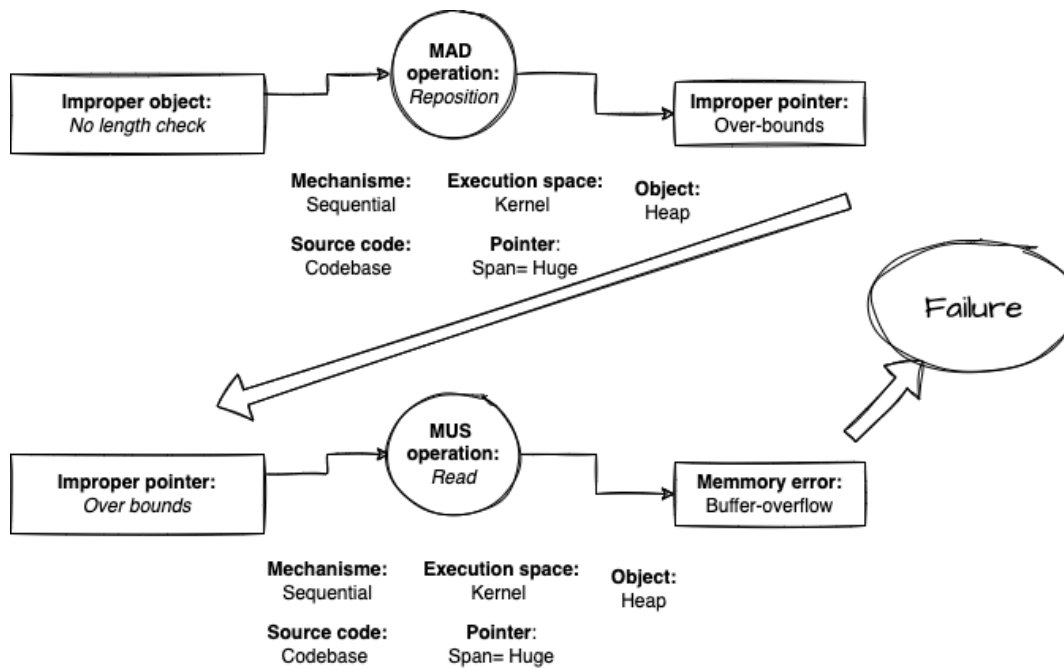 Improper object:
No length check
MAD
operation:
Reposition
Improper pointer:
Over-bounds
Mechanisme:
Sequential
Execution space:
Kernel
Object:
Heap
Source code:
Codebase
Pointer:
Span= Huge
Failure
Improper pointer:
Over bounds
MUS
operation:
Read
Memmory error:
Buffer-overflow
Mechanisme:
Sequential
Execution space:
Kernel
Object:
Heap
Source code:
Codebase
Pointer:
Span= Huge